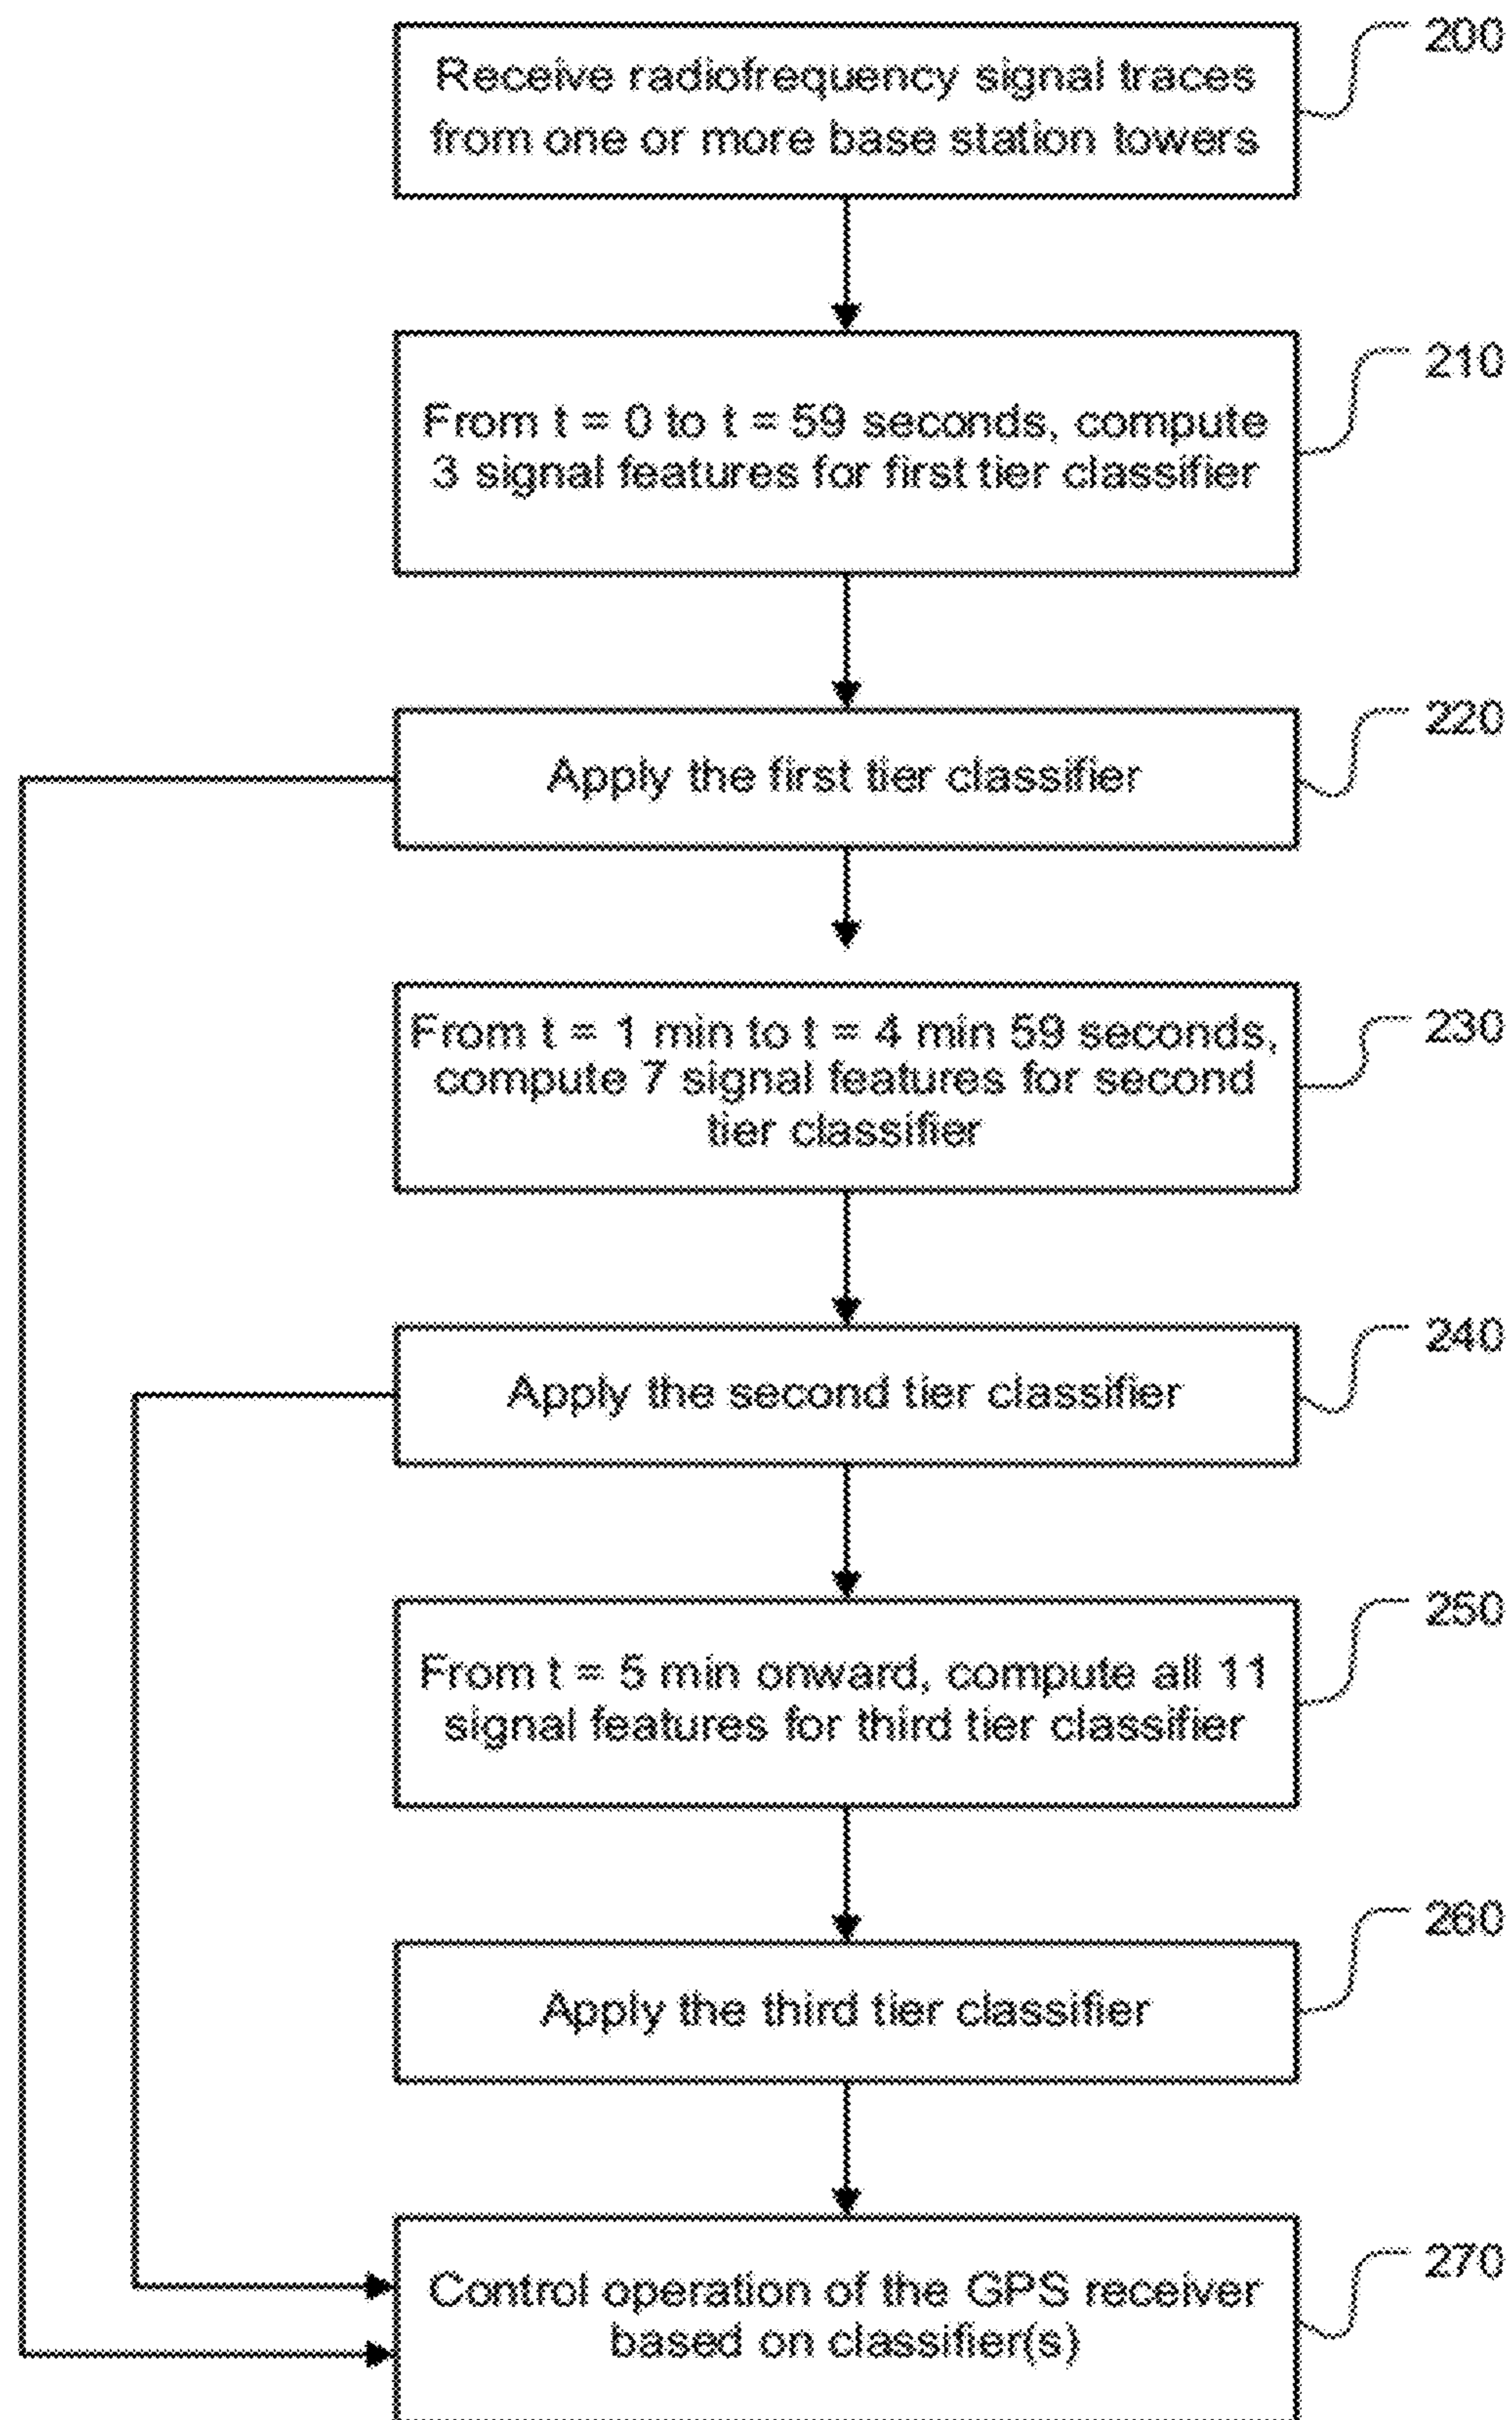 200
Receive radiofrequency signal traces
from one or more base station towers
210
From t = 0 to t = 59 seconds, compute
3 signal features for first tier classifier
220
Apply the first tier classifier
230
From t = 1 min to t = 4 min 59 seconds,
compute 7 signal features for second
tier classifier
240
Apply the second tier classifier
250
From t = 5 min onward, compute all 11
signal features for third tier classifier
260
Apply the third tier classifier
270
Control operation of the GPS receiver
based on classifier(s)